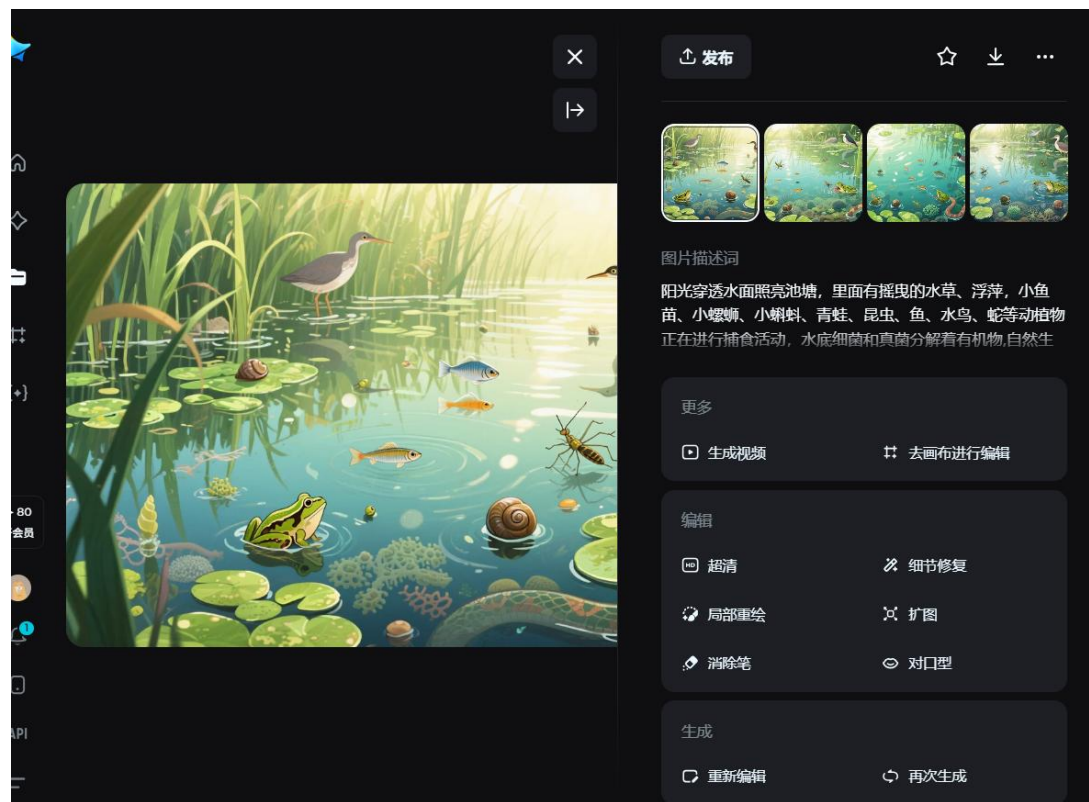 发布
图片描述词
阳光穿透水面照亮池塘，里面有摇曳的水草、浮萍，小鱼
苗、小螺蛳、小蝌蚪、青蛙、昆虫、鱼、水鸟、蛇等动植物
正在进行捕食活动，水底细菌和真菌分解着有机物,自然生
更多
生成视频
去画布进行编辑
编辑
HD 超清
细节修复
局部重绘
扩图
消除笔
对口型
80
会员
1
API
生成
重新编辑
再次生成